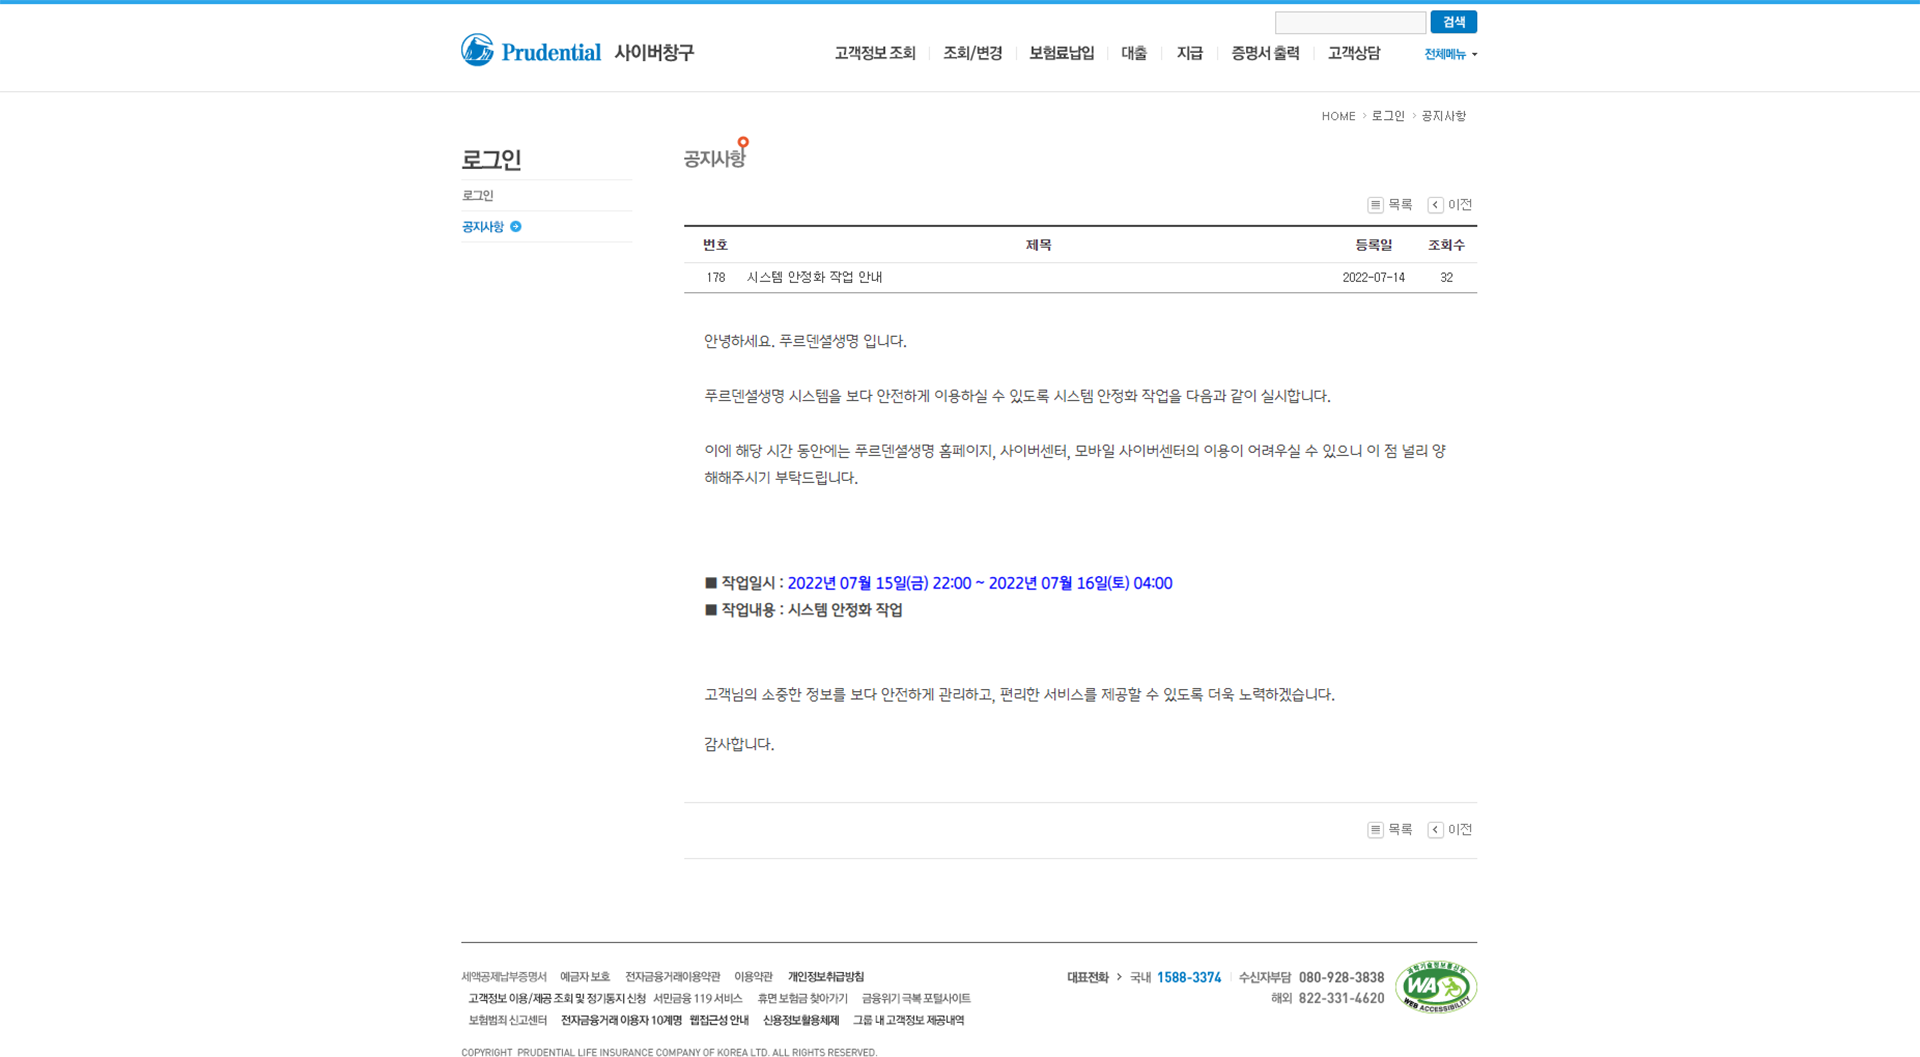 검색
Prudential 사이버창구
고객정보 조회 조회/변경 보험료납입 대출 지급 증명서 출력 고객상담 전체메뉴
HOME > 로그인 > 공지사항
로그인
로그인
공지사항
공지사항
목록 이전
번호 제목 등록일 조회수
178 시스템 안정화 작업 안내 2022-07-14 32
안녕하세요. 푸르덴셜생명 입니다.
푸르덴셜생명 시스템을 보다 안전하게 이용하실 수 있도록 시스템 안정화 작업을 다음과 같이 실시합니다.
이에 해당 시간 동안에는 푸르덴셜생명 홈페이지, 사이버센터, 모바일 사이버센터의 이용이 어려우실 수 있으니 이 점 널리 양
해해주시기 부탁드립니다.
■ 작업일시 : 2022년 07월 15일(금) 22:00 ~ 2022년 07월 16일(토) 04:00
■ 작업내용 : 시스템 안정화 작업
고객님의 소중한 정보를 보다 안전하게 관리하고, 편리한 서비스를 제공할 수 있도록 더욱 노력하겠습니다.
감사합니다.
목록 이전
세액공제납부증명서 예금자 보호 전자금융거래이용약관 이용약관 개인정보취급방침
고객정보 이용/제공 조회 및 정기통지 신청 서민금융 119 서비스 휴면 보험금 찾아가기 금융위기 극복 포털사이트
보험범죄 신고센터 전자금융거래 이용자 10계명 웹접근성 안내 신용정보활용체제 그룹 내 고객정보 제공내역
대표전화 > 국내 1588-3374 수신자부담 080-928-3838
해외 822-331-4620
과학기술정보통신부
WA
WEB ACCESSIBILITY
COPYRIGHT PRUDENTIAL LIFE INSURANCE COMPANY OF KOREA LTD. ALL RIGHTS RESERVED.